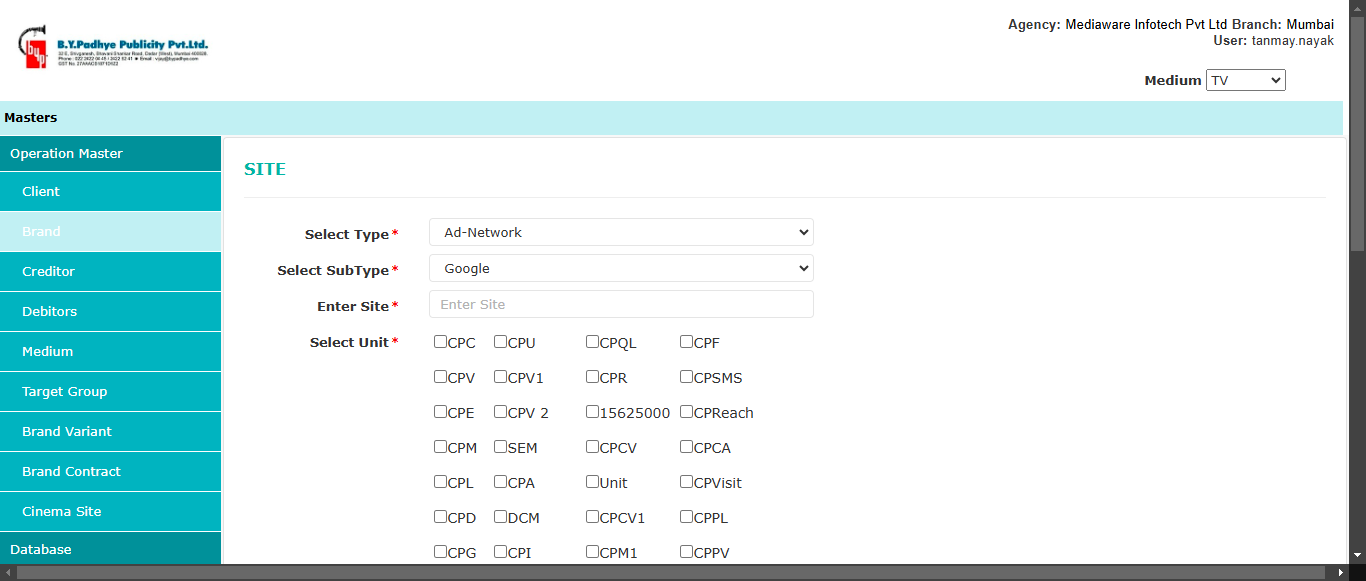 Agency: Mediaware Infotech Pvt Ltd Branch: Mumbai
User: tanmay.nayak
byp
B.Y.Padhye Publicity Pvt.Ltd.
Medium TV
Masters
Operation Master
Client
Brand
Creditor
Debitors
Medium
Target Group
Brand Variant
Brand Contract
Cinema Site
Database
SITE
Select Type* Ad-Network
Select SubType* Google
Enter Site* Enter Site
Select Unit* CPC CPU CPQL CPF
CPV CPV1 CPR CPSMS
CPE CPV 2 15625000 CPReach
CPM SEM CPCV CPCA
CPL CPA Unit CPVisit
CPD DCM CPCV1 CPPL
CPG CPI CPM1 CPPV